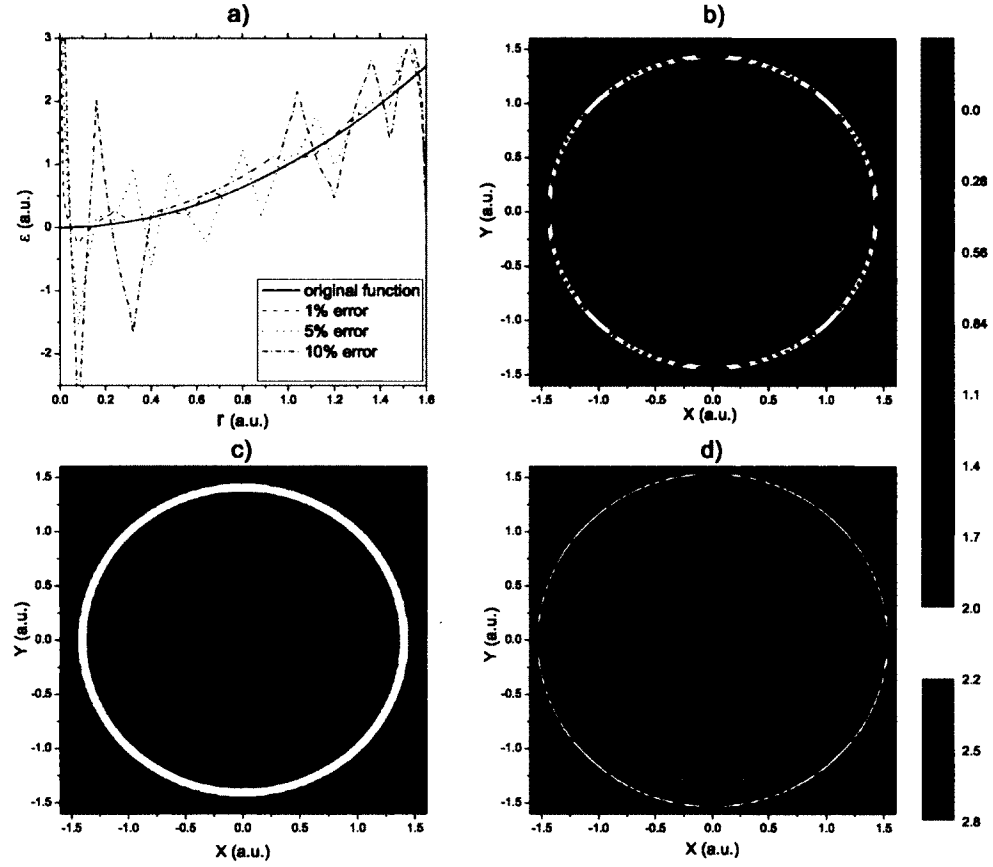 a)
3
2
1
0
-1
-2
ε (a.u.)
original function
1% error
5% error
10% error
0.0 0.2 0.4 0.6 0.8 1.0 1.2 1.4 1.6
r (a.u.)
b)
1.5
1.0
0.5
0.0
-0.5
-1.0
-1.5
Y (a.u.)
-1.5 -1.0 -0.5 0.0 0.5 1.0 1.5
X (a.u.)
0.0
0.28
0.56
0.84
1.1
1.4
1.7
2.0
2.2
2.5
2.8
c)
1.5
1.0
0.5
0.0
-0.5
-1.0
-1.5
Y (a.u.)
-1.5 -1.0 -0.5 0.0 0.5 1.0 1.5
X (a.u.)
d)
1.5
1.0
0.5
0.0
-0.5
-1.0
-1.5
Y (a.u.)
-1.5 -1.0 -0.5 0.0 0.5 1.0 1.5
X (a.u.)